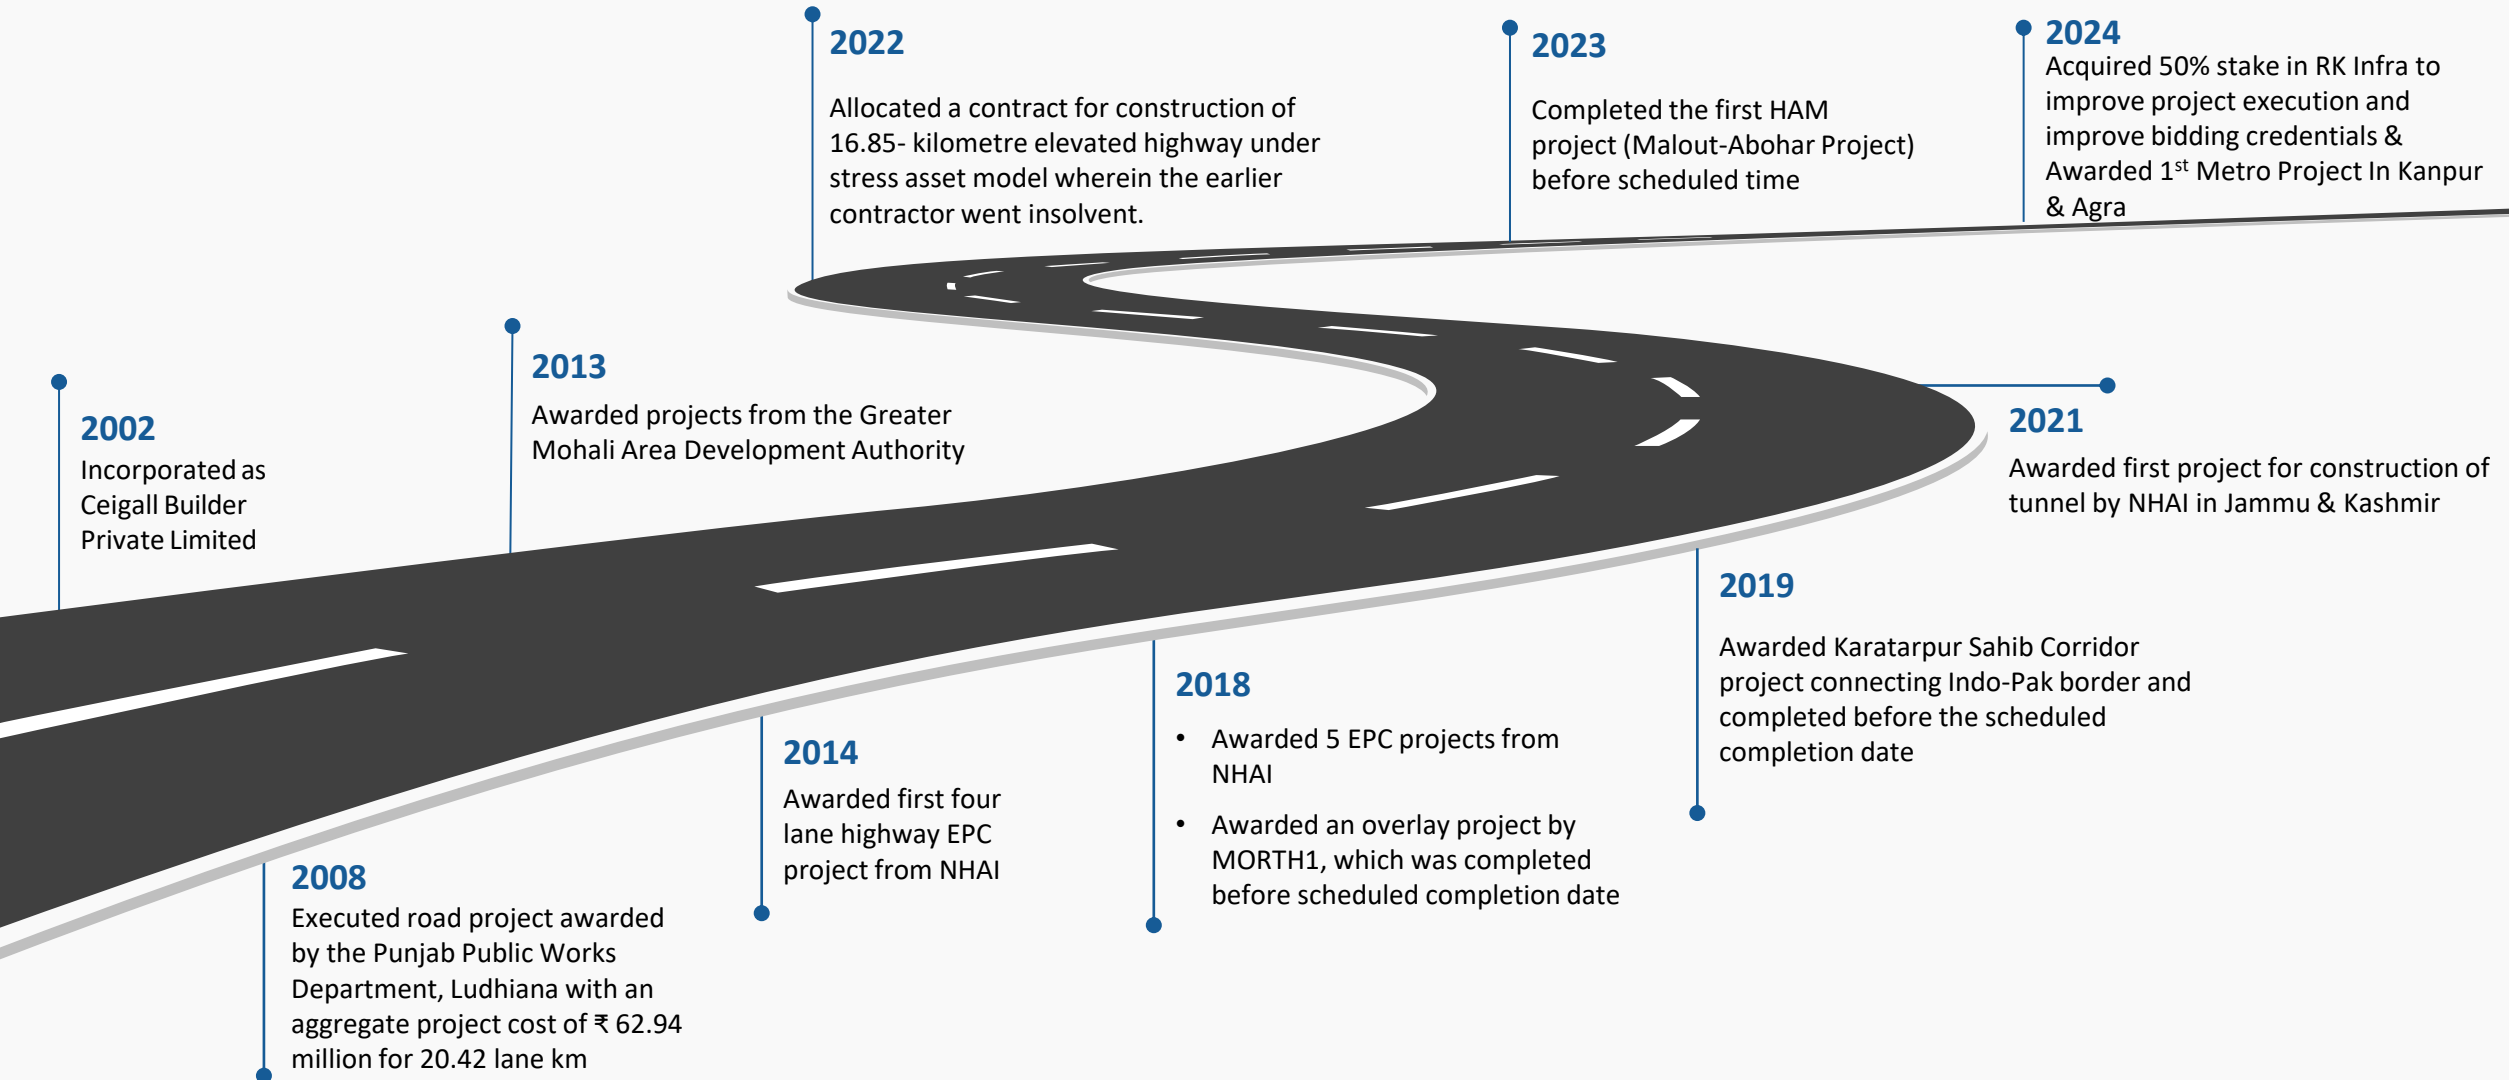 2022
Allocated a contract for construction of
16.85- kilometre elevated highway under
stress asset model wherein the earlier
contractor went insolvent.
2023
Completed the first HAM
project (Malout-Abohar Project)
before scheduled time
2024
Acquired 50% stake in RK Infra to
improve project execution and
improve bidding credentials &
Awarded 1st Metro Project In Kanpur
& Agra
2002
Incorporated as
Ceigall Builder
Private Limited
2013
Awarded projects from the Greater
Mohali Area Development Authority
2021
Awarded first project for construction of
tunnel by NHAI in Jammu & Kashmir
2008
Executed road project awarded
by the Punjab Public Works
Department, Ludhiana with an
aggregate project cost of ₹ 62.94
million for 20.42 lane km
2014
Awarded first four
lane highway EPC
project from NHAI
2018
• Awarded 5 EPC projects from
NHAI
• Awarded an overlay project by
MORTH1, which was completed
before scheduled completion date
2019
Awarded Karatarpur Sahib Corridor
project connecting Indo-Pak border and
completed before the scheduled
completion date